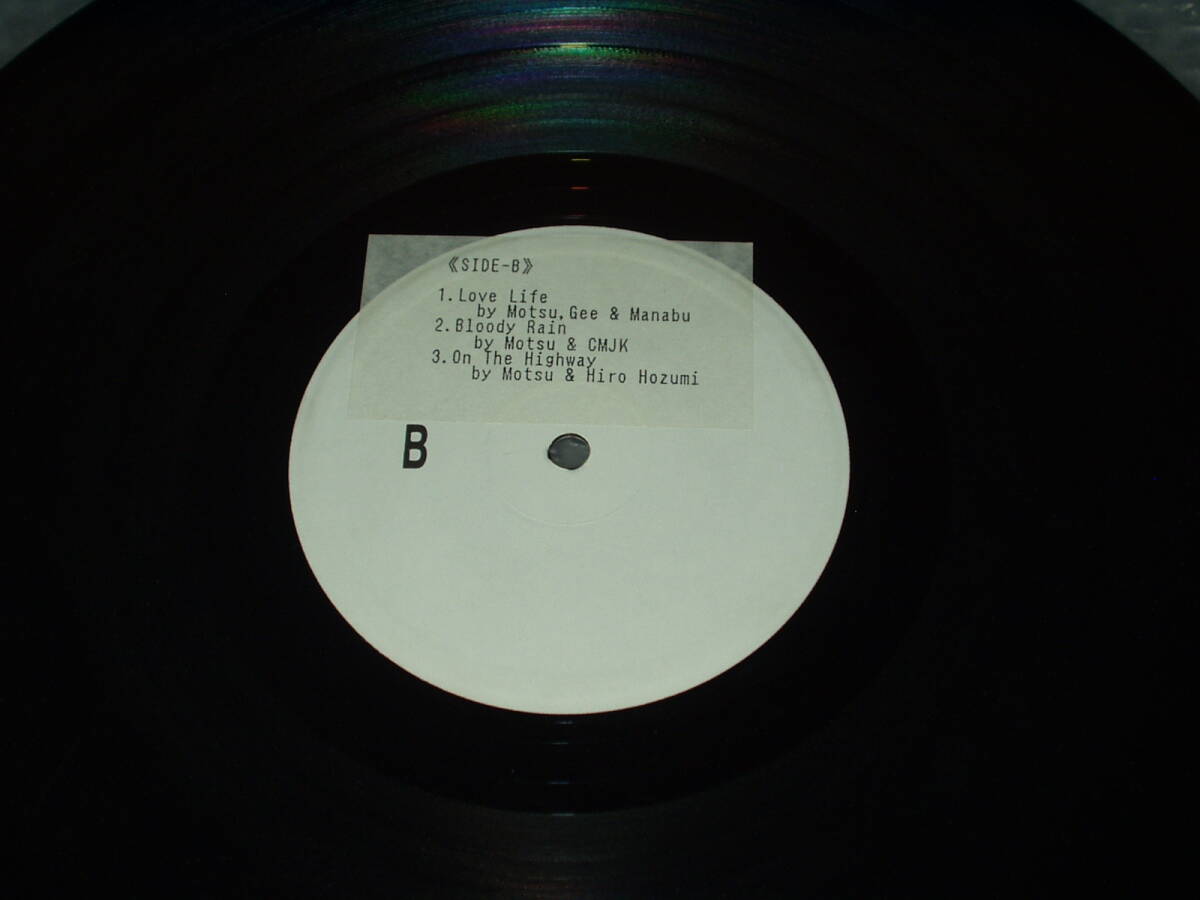 《SIDE-B》
1.Love Life
by Motsu,Gee & Manabu
2.Bloody Rain
by Motsu & CMJK
3.On The Highway
by Motsu & Hiro Hozumi
B